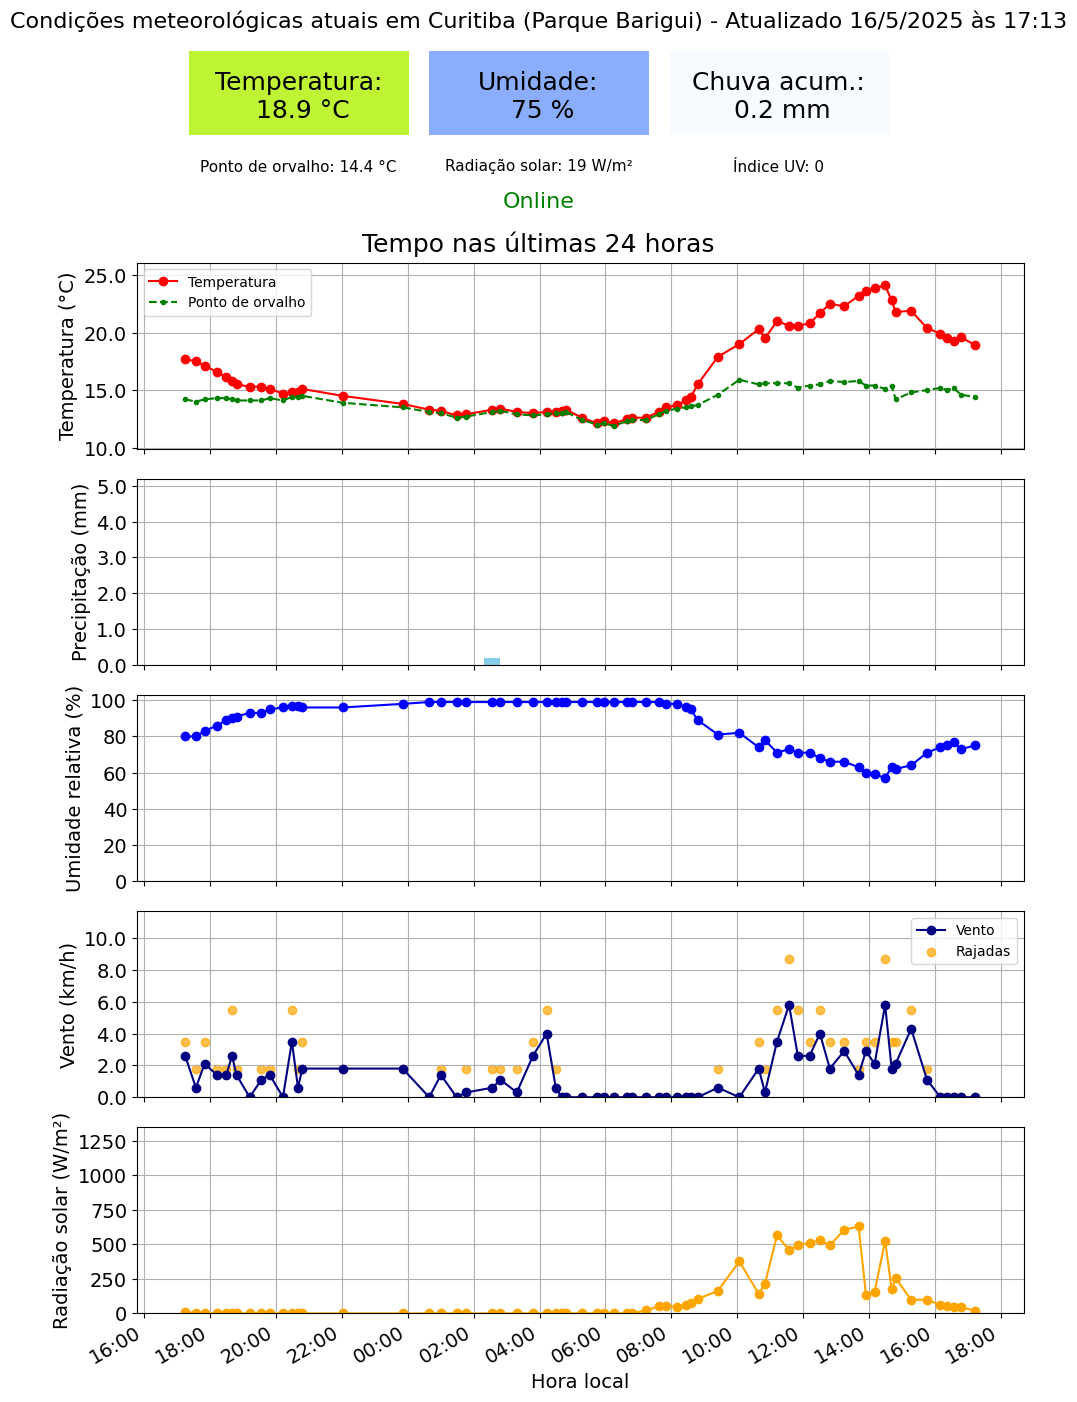 Condições meteorológicas atuais em Curitiba (Parque Barigui) - Atualizado 16/5/2025 às 17:13
Temperatura:
18.9 °C
Umidade:
75 %
Chuva acum.:
0.2 mm
Ponto de orvalho: 14.4 °C
Radiação solar: 19 W/m²
Índice UV: 0
Online
Tempo nas últimas 24 horas
Temperatura (°C)
25.0
20.0
15.0
10.0
Temperatura
Ponto de orvalho
Precipitação (mm)
5.0
4.0
3.0
2.0
1.0
0.0
Umidade relativa (%)
100
80
60
40
20
0
Vento (km/h)
10.0
8.0
6.0
4.0
2.0
0.0
Vento
Rajadas
Radiação solar (W/m²)
1250
1000
750
500
250
0
16:00
18:00
20:00
22:00
00:00
02:00
04:00
06:00
08:00
10:00
12:00
14:00
16:00
18:00
Hora local